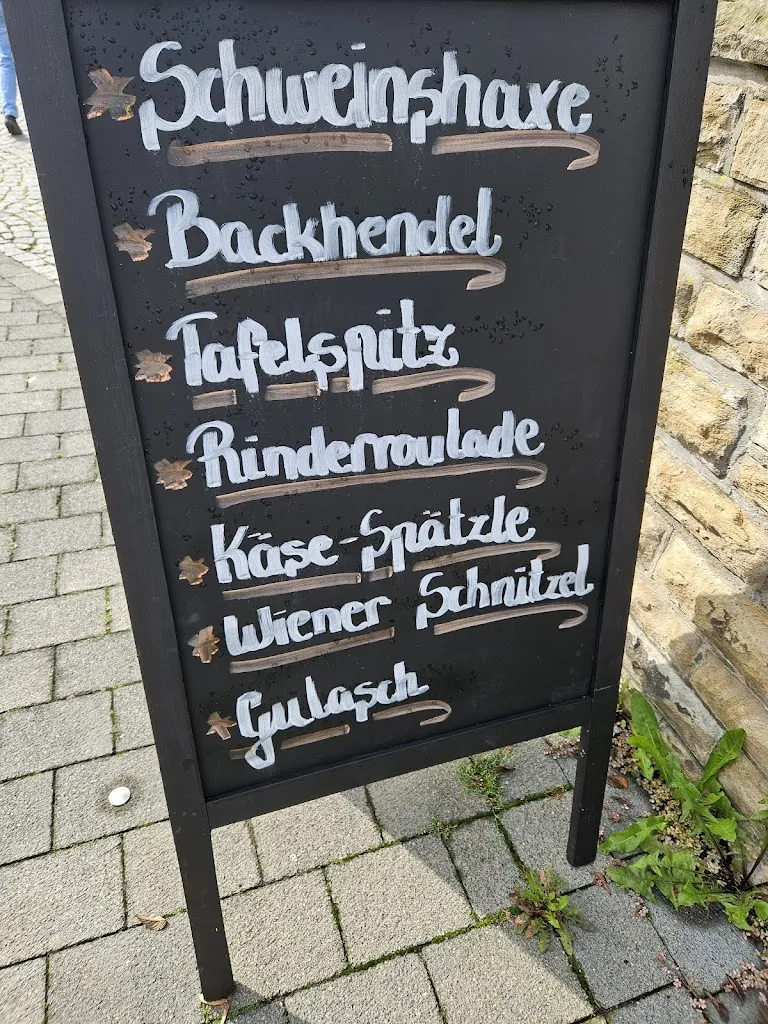 Schweinshaxe
Backhendel
Tafelspitz
Rinderroulade
Käse-Spätzle
Wiener Schnitzel
Gulasch